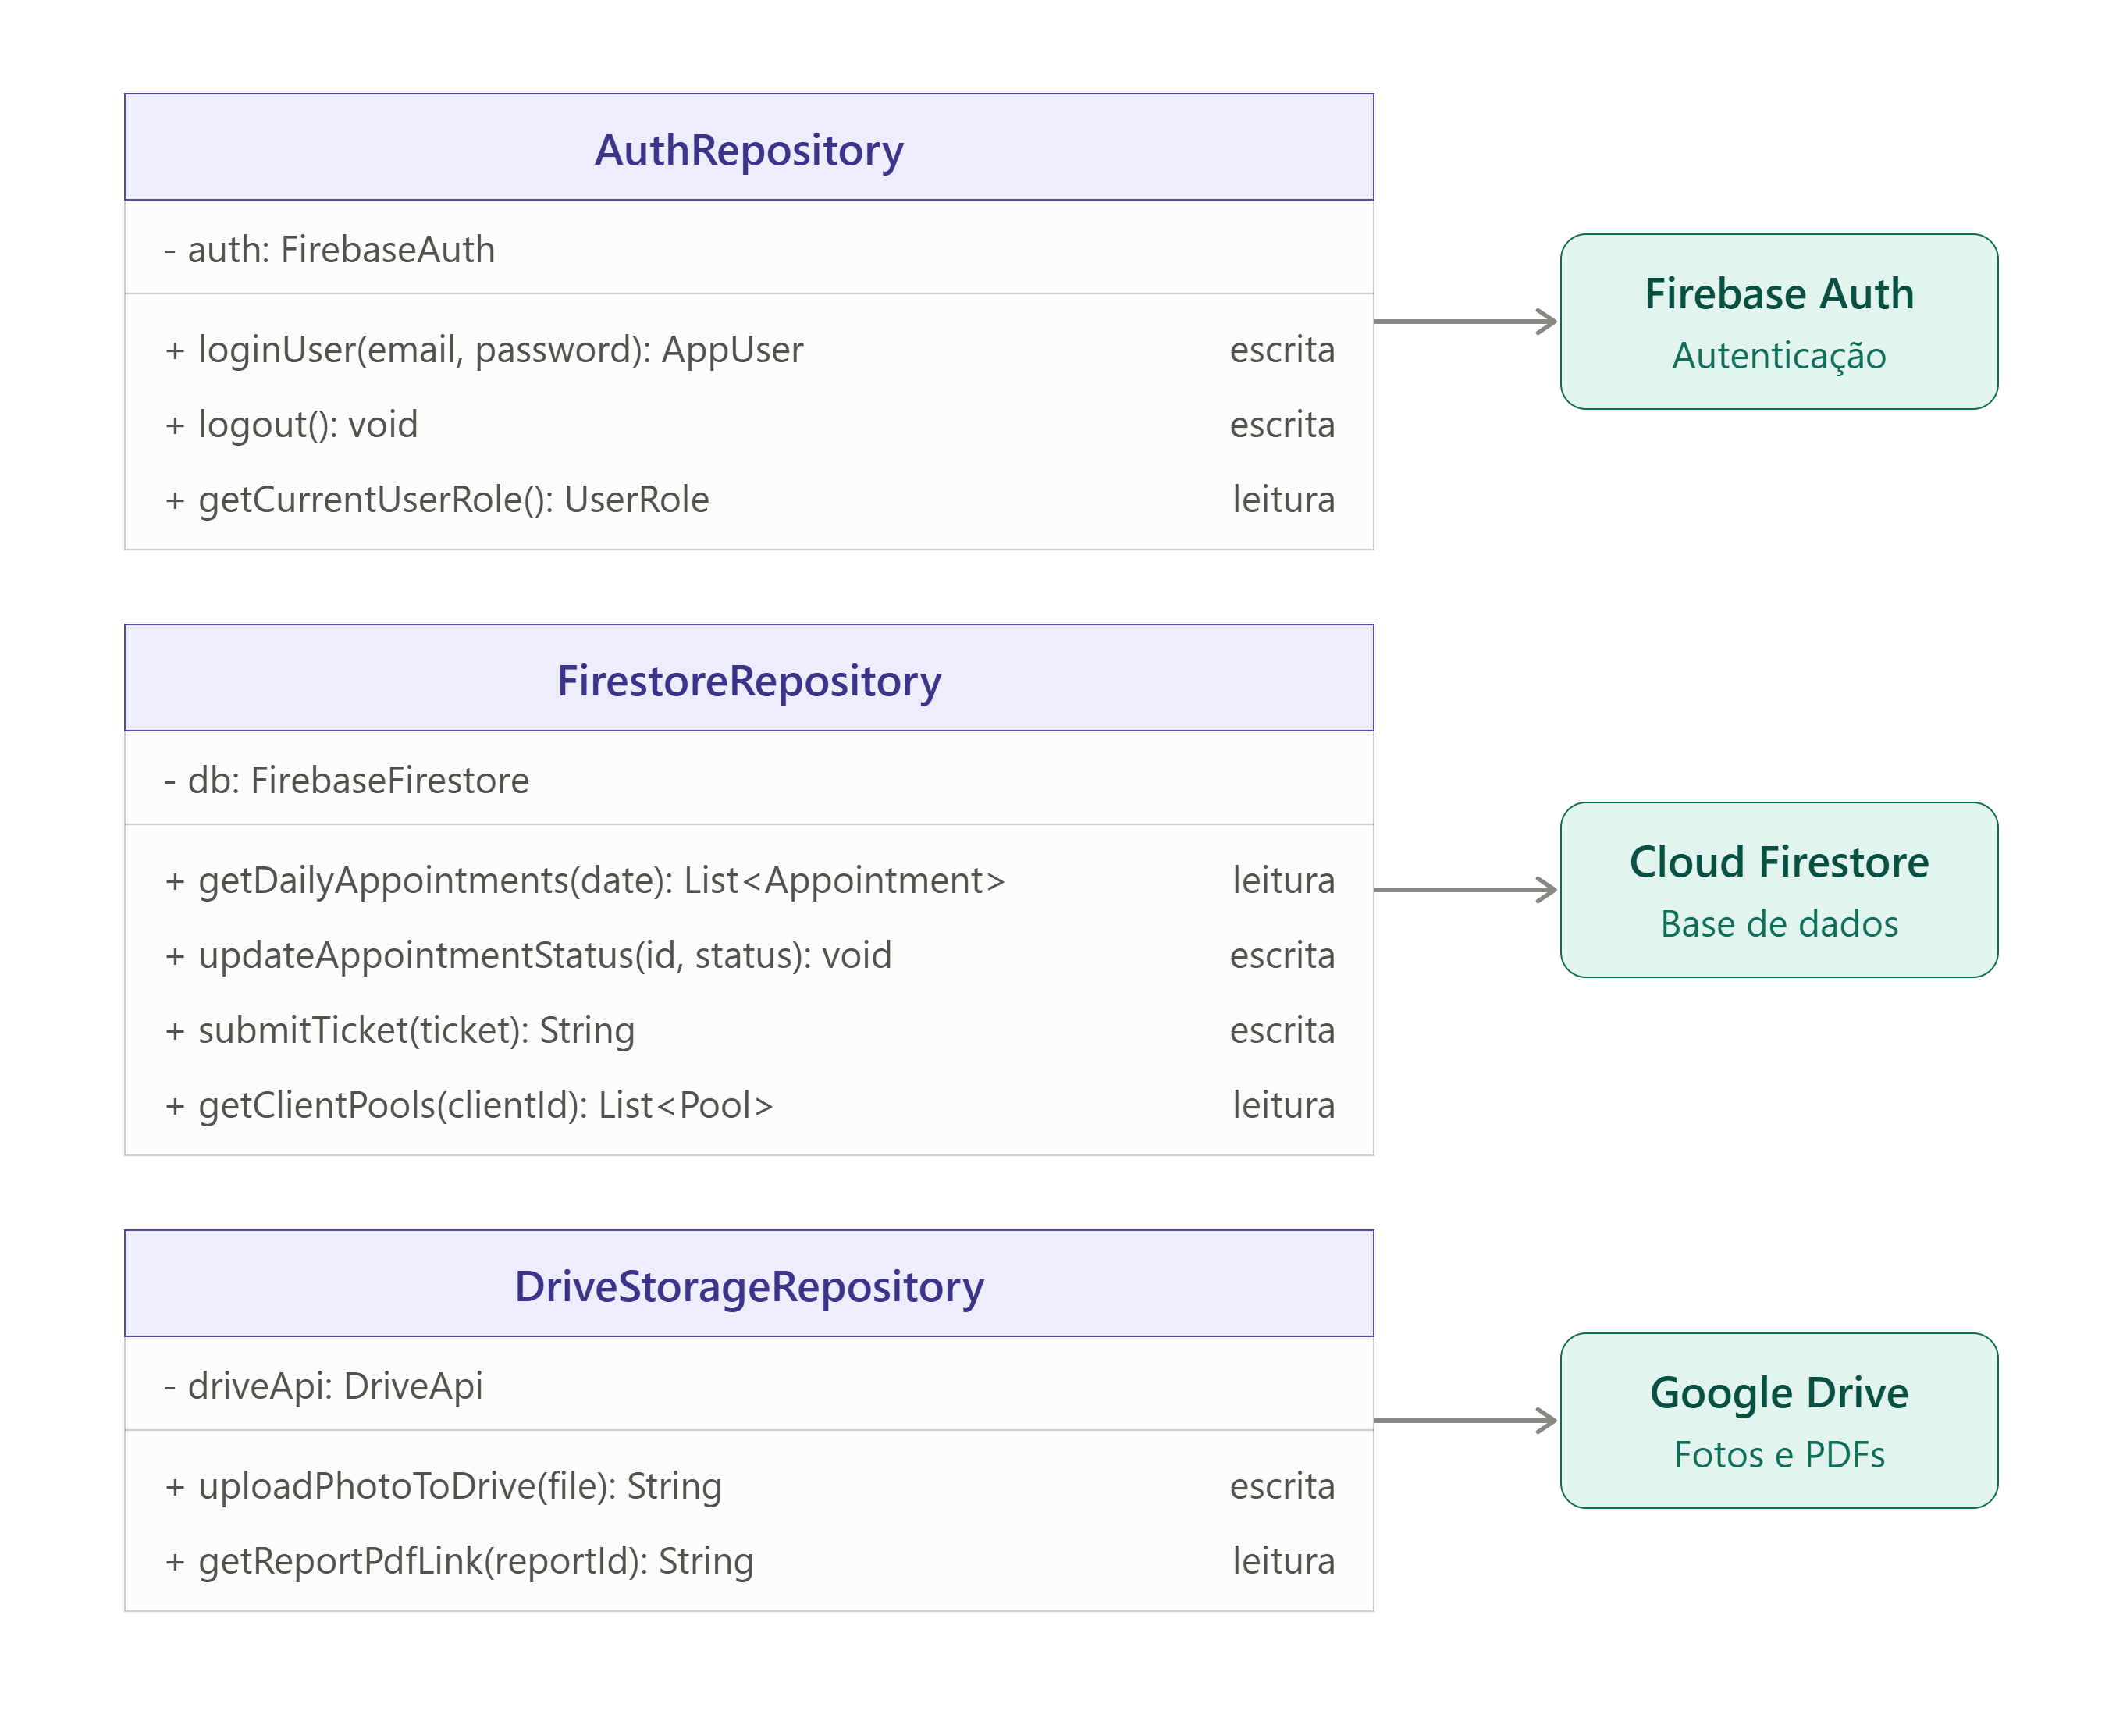 AuthRepository
- auth: FirebaseAuth
+ loginUser(email, password): AppUser escrita
+ logout(): void escrita
+ getCurrentUserRole(): UserRole leitura
Firebase Auth
Autenticação
FirestoreRepository
- db: FirebaseFirestore
+ getDailyAppointments(date): List<Appointment> leitura
+ updateAppointmentStatus(id, status): void escrita
+ submitTicket(ticket): String escrita
+ getClientPools(clientId): List<Pool> leitura
Cloud Firestore
Base de dados
DriveStorageRepository
- driveApi: DriveApi
+ uploadPhotoToDrive(file): String escrita
+ getReportPdfLink(reportId): String leitura
Google Drive
Fotos e PDFs